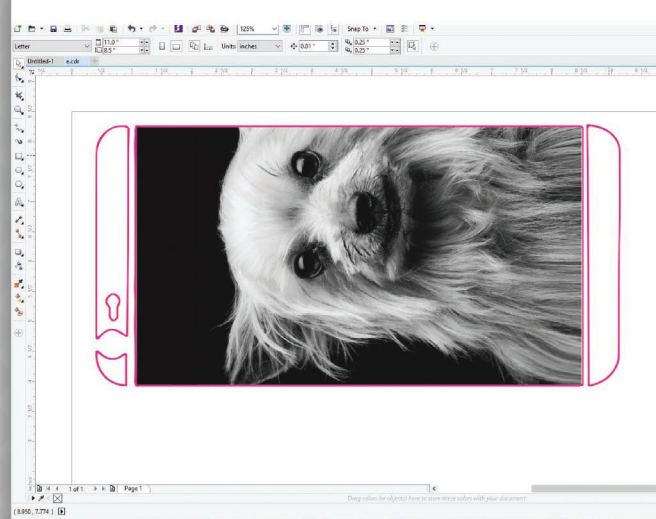 125%
Snap To
Letter
11.0 "
8.5 "
Units: inches
0.01 "
0.25 "
0.25 "
Untitled-1
e.cdr
1 of 1
Page 1
Drag colors (or objects) here to store these colors with your document
(8.950, 7.774 )